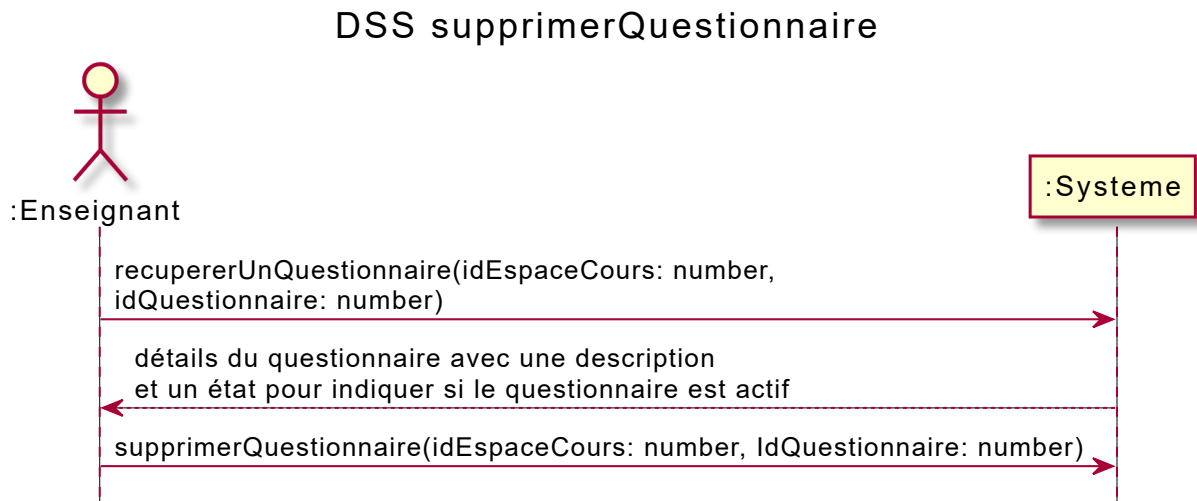 DSS supprimerQuestionnaire
:Enseignant
:Systeme
recupererUnQuestionnaire(idEspaceCours: number,
idQuestionnaire: number)
détails du questionnaire avec une description
et un état pour indiquer si le questionnaire est actif
supprimerQuestionnaire(idEspaceCours: number, IdQuestionnaire: number)